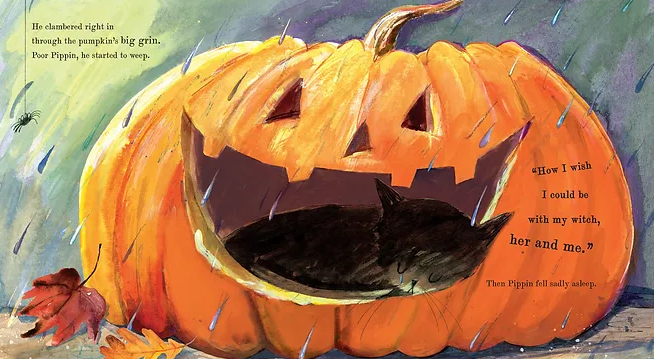 He clambered right in
through the pumpkin's big grin.
Poor Pippin, he started to weep.
"How I wish
I could be
with my witch,
her and me."
Then Pippin fell sadly asleep.